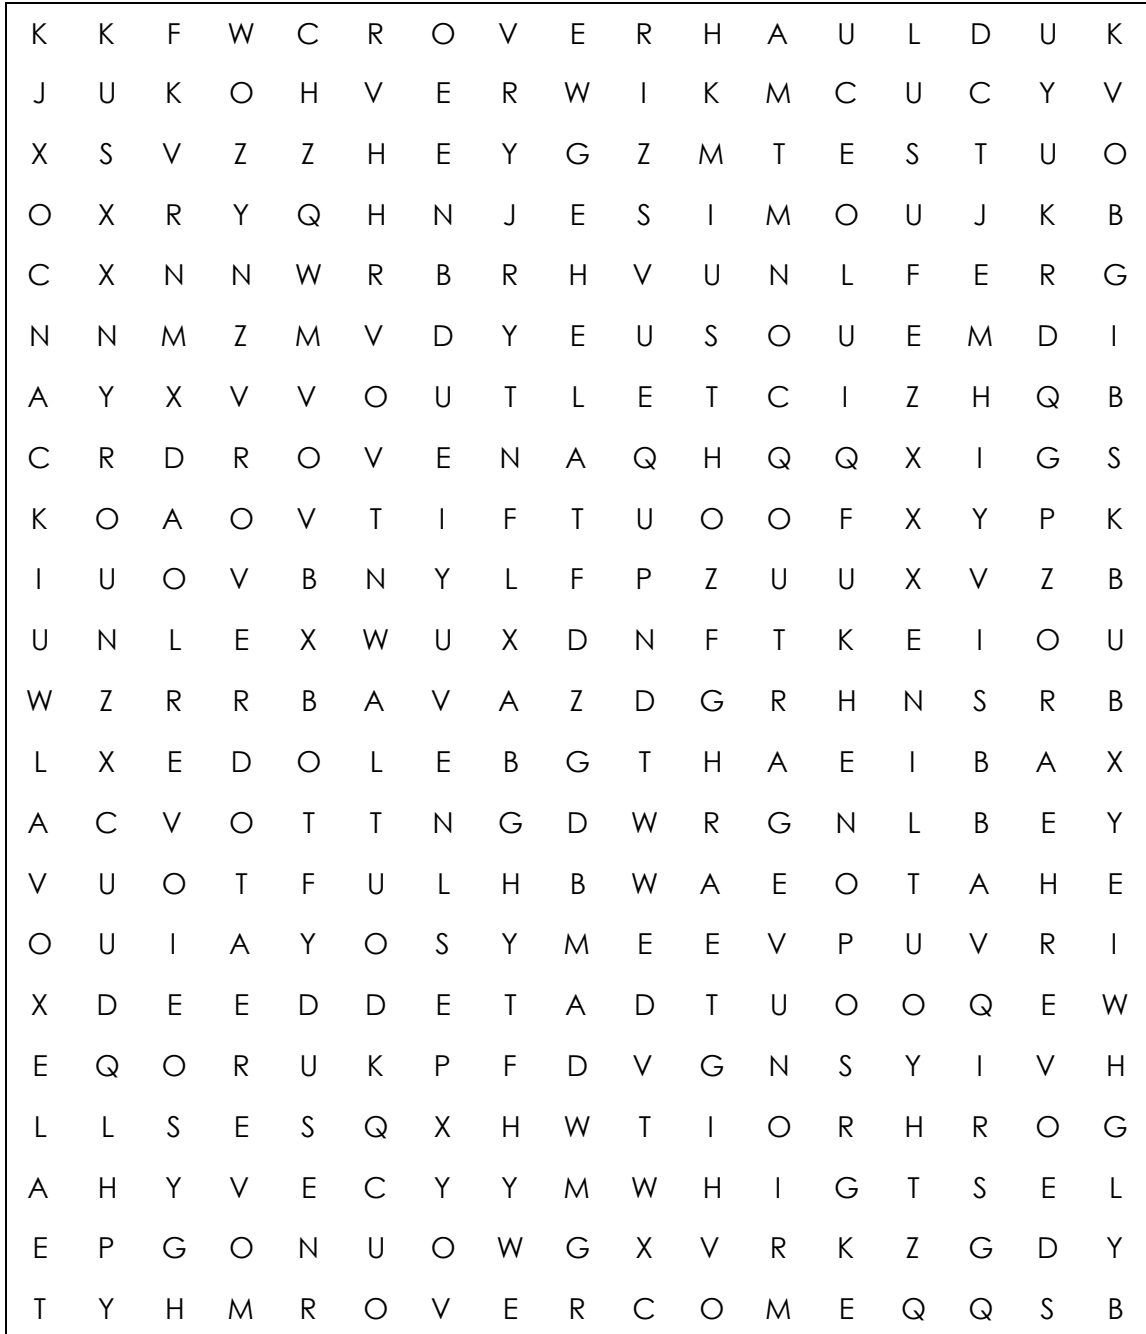 K K F W C R O V E R H A U L D U K
J U K O H V E R W I K M C U C Y V
X S V Z Z H E Y G Z M T E S T U O
O X R Y Q H N J E S I M O U J K B
C X N N W R B R H V U N L F E R G
N N M Z M V D Y E U S O U E M D I
A Y X V V O U T L E T C I Z H Q B
C R D R O V E N A Q H Q Q X I G S
K O A O V T I F T U O O F X Y P K
I U O V B N Y L F P Z U U X V Z B
U N L E X W U X D N F T K E I O U
W Z R R B A V A Z D G R H N S R B
L X E D O L E B G T H A E I B A X
A C V O T T N G D W R G N L B E Y
V U O T F U L H B W A E O T A H E
O U I A Y O S Y M E E V P U V R I
X D E E D D E T A D T U O O Q E W
E Q O R U K P F D V G N S Y I V H
L L S E S Q X H W T I O R H R O G
A H Y V E C Y Y M W H I G T S E L
E P G O N U O W G X V R K Z G D Y
T Y H M R O V E R C O M E Q Q S B